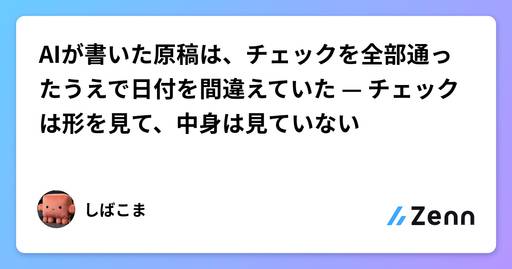 AIが書いた原稿は、チェックを全部通っ
たうえで日付を間違えていた — チェック
は形を見て、中身は見ていない
しばこま
Zenn